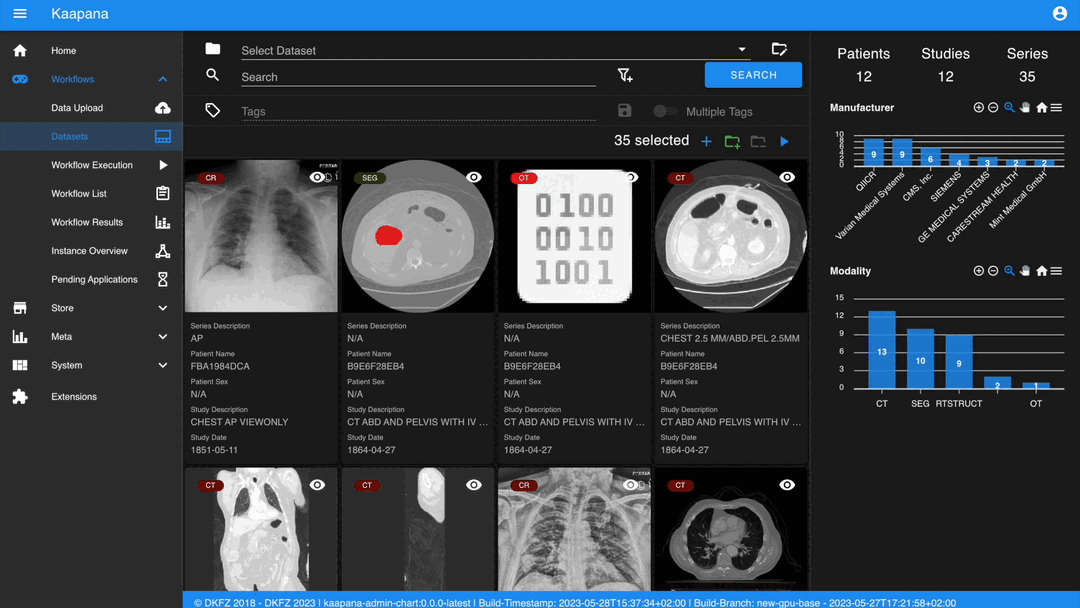 Kaapana
Home
Workflows
Data Upload
Datasets
Workflow Execution
Workflow List
Workflow Results
Instance Overview
Pending Applications
Store
Meta
System
Extensions
Select Dataset
Search
SEARCH
Tags
Multiple Tags
35 selected
CR
SEG
OT
CT
0100
0010
1001
Series Description
AP
Patient Name
FBA1984DCA
Patient Sex
N/A
Study Description
CHEST AP VIEWONLY
Study Date
1851-05-11
Series Description
N/A
Patient Name
B9E6F28EB4
Patient Sex
N/A
Study Description
CT ABD AND PELVIS WITH IV ...
Study Date
1864-04-27
Series Description
N/A
Patient Name
B9E6F28EB4
Patient Sex
N/A
Study Description
CT ABD AND PELVIS WITH IV ...
Study Date
1864-04-27
Series Description
CHEST 2.5 MM/ABD.PEL 2.5MM
Patient Name
B9E6F28EB4
Patient Sex
N/A
Study Description
CT ABD AND PELVIS WITH IV ...
Study Date
1864-04-27
CT
CT
CR
CT
Patients
12
Studies
12
Series
35
Manufacturer
10
8
6
4
2
0
9
9
6
4
3
2
2
QIICR
Varian Medical Systems
CMS, Inc.
SIEMENS
GE MEDICAL SYSTEMS
CARESTREAM HEALTH
Mint Medical GmbH
Modality
15
12
9
6
3
0
13
10
9
2
1
CT SEG RTSTRUCT OT
© DKFZ 2018 - DKFZ 2023 | kaapana-admin-chart:0.0.0-latest | Build-Timestamp: 2023-05-28T15:37:34+02:00 | Build-Branch: new-gpu-base - 2023-05-27T17:21:58+02:00